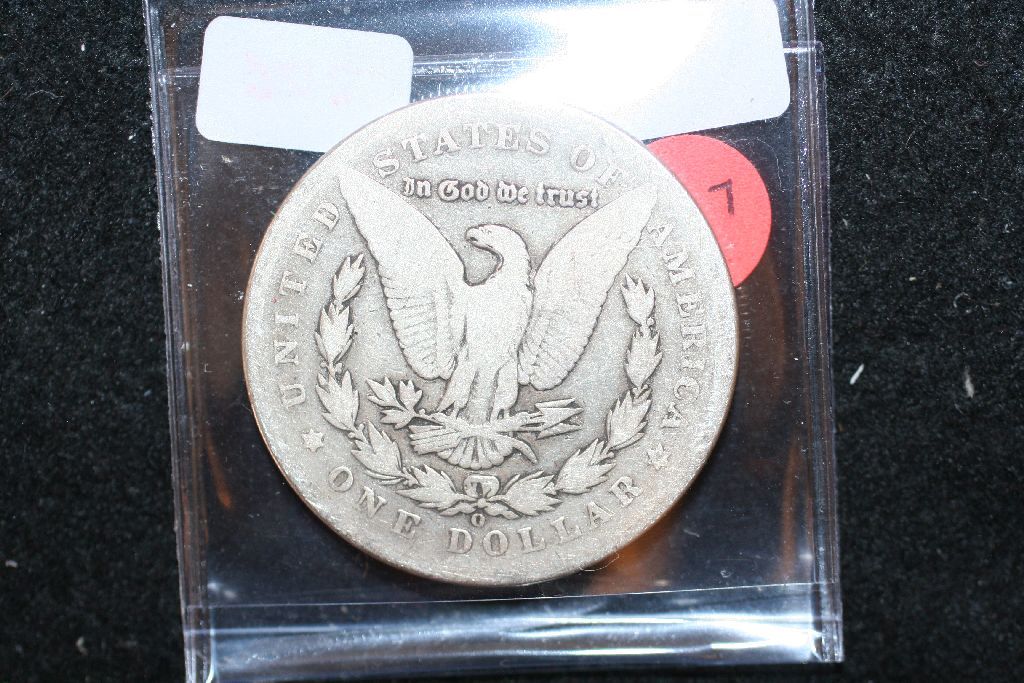 UNITED STATES OF AMERICA
In God we trust
7
O
ONE DOLLAR